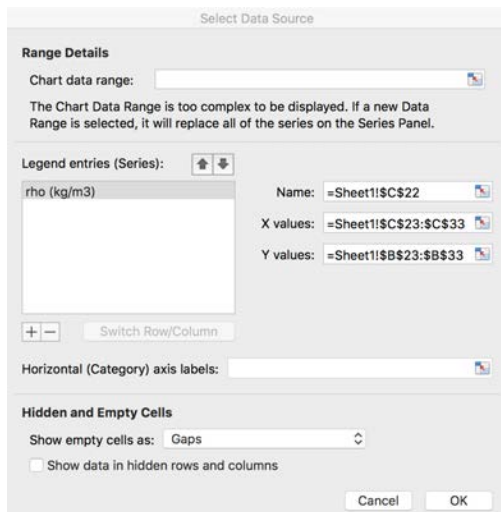 Select Data Source
Range Details
Chart data range:
The Chart Data Range is too complex to be displayed. If a new Data
Range is selected, it will replace all of the series on the Series Panel.
Legend entries (Series):
rho (kg/m3)
Name: =Sheet1!$C$22
X values: =Sheet1!$C$23:$C$33
Y values: =Sheet1!$B$23:$B$33
Switch Row/Column
Horizontal (Category) axis labels:
Hidden and Empty Cells
Show empty cells as: Gaps
Show data in hidden rows and columns
Cancel OK